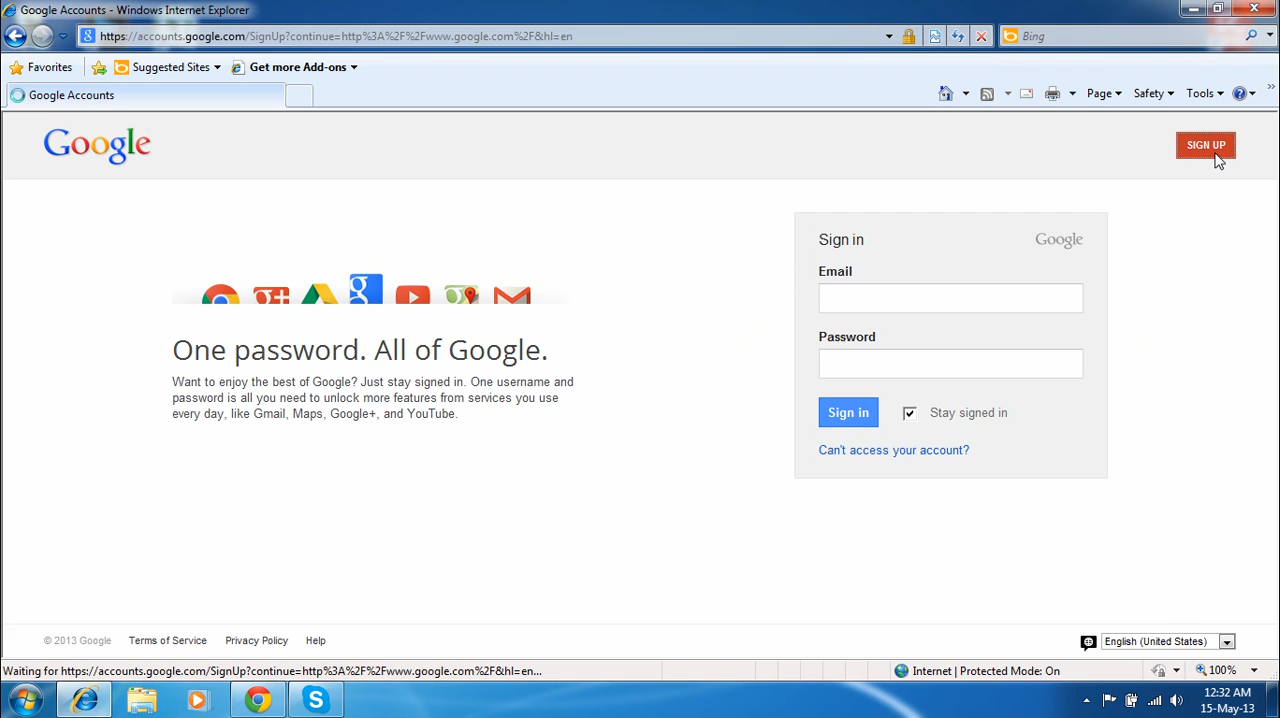 Google Accounts - Windows Internet Explorer
https://accounts.google.com/SignUp?continue=http%3A%2F%2Fwww.google.com%2F&hl=en
Bing
Favorites
Suggested Sites
Get more Add-ons
Google Accounts
Page
Safety
Tools
Google
SIGN UP
Sign in
Google
Email
Password
Sign in
Stay signed in
Can't access your account?
One password. All of Google.
Want to enjoy the best of Google? Just stay signed in. One username and
password is all you need to unlock more features from services you use
every day, like Gmail, Maps, Google+, and YouTube.
© 2013 Google
Terms of Service
Privacy Policy
Help
English (United States)
Waiting for https://accounts.google.com/SignUp?continue=http%3A%2F%2Fwww.google.com%2F&hl=en...
Internet | Protected Mode: On
100%
12:32 AM
15-May-13